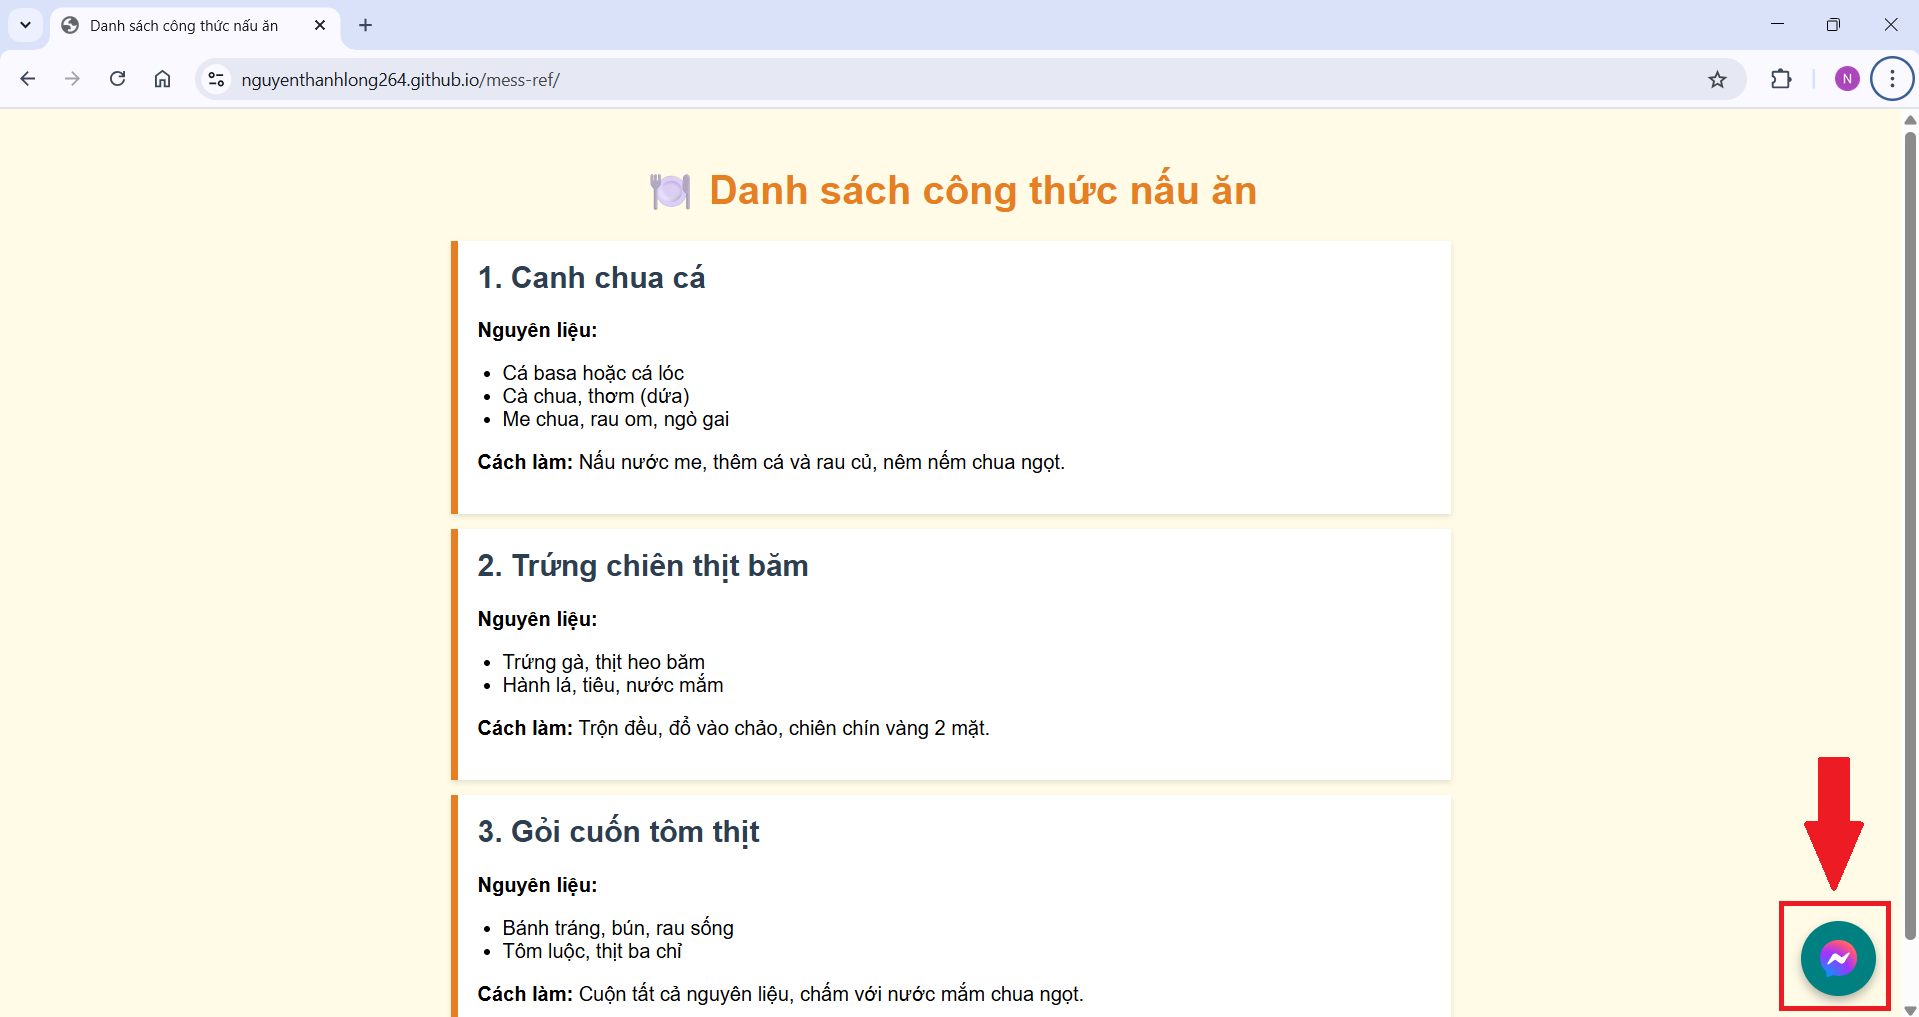 Danh sách công thức nấu ăn
nguyenthanhlong264.github.io/mess-ref/
N
Danh sách công thức nấu ăn
1. Canh chua cá
Nguyên liệu:
• Cá basa hoặc cá lóc
• Cà chua, thơm (dứa)
• Me chua, rau om, ngò gai
Cách làm: Nấu nước me, thêm cá và rau củ, nêm nếm chua ngọt.
2. Trứng chiên thịt băm
Nguyên liệu:
• Trứng gà, thịt heo băm
• Hành lá, tiêu, nước mắm
Cách làm: Trộn đều, đổ vào chảo, chiên chín vàng 2 mặt.
3. Gỏi cuốn tôm thịt
Nguyên liệu:
• Bánh tráng, bún, rau sống
• Tôm luộc, thịt ba chỉ
Cách làm: Cuộn tất cả nguyên liệu, chấm với nước mắm chua ngọt.